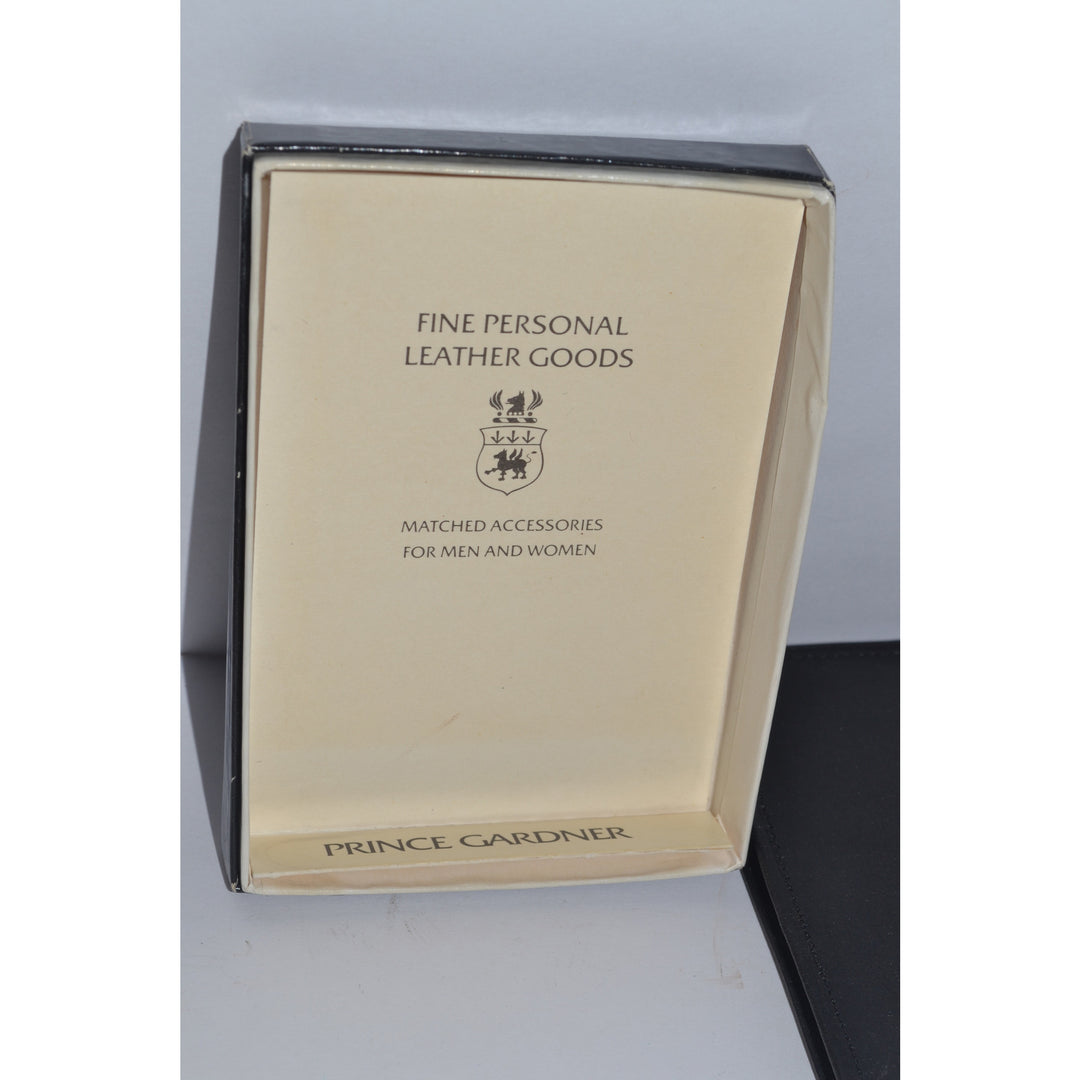 FINE PERSONAL
LEATHER GOODS
MATCHED ACCESSORIES
FOR MEN AND WOMEN
PRINCE GARDNER